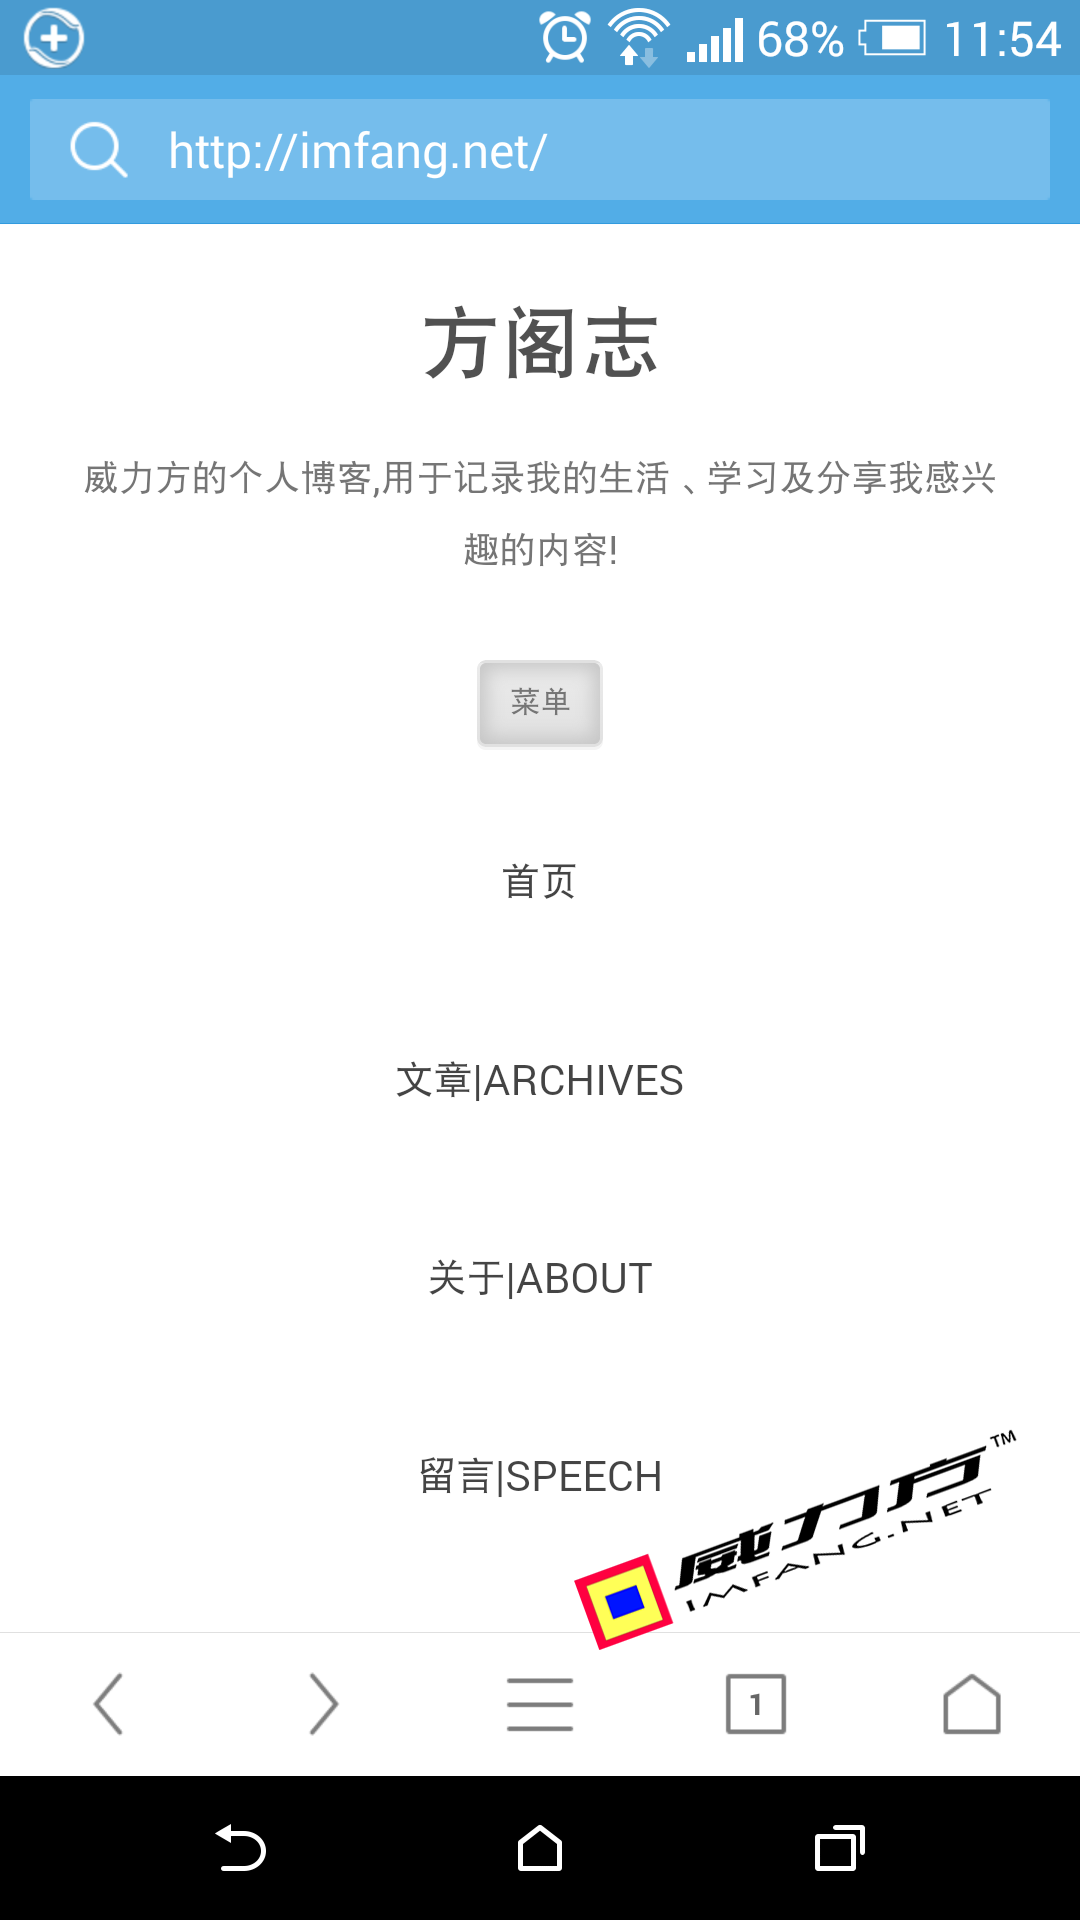 68% 11:54
http://imfang.net/
方阁志
威力方的个人博客,用于记录我的生活、学习及分享我感兴
趣的内容!
菜单
首页
文章|ARCHIVES
关于|ABOUT
留言|SPEECH
威力方™
IMFANG.NET
1